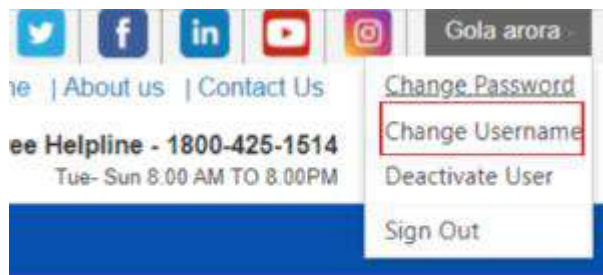 Gola arora
| About us | Contact Us
Change Password
ee Helpline - 1800-425-1514
Change Username
Tue- Sun 8.00 AM TO 8.00PM
Deactivate User
Sign Out